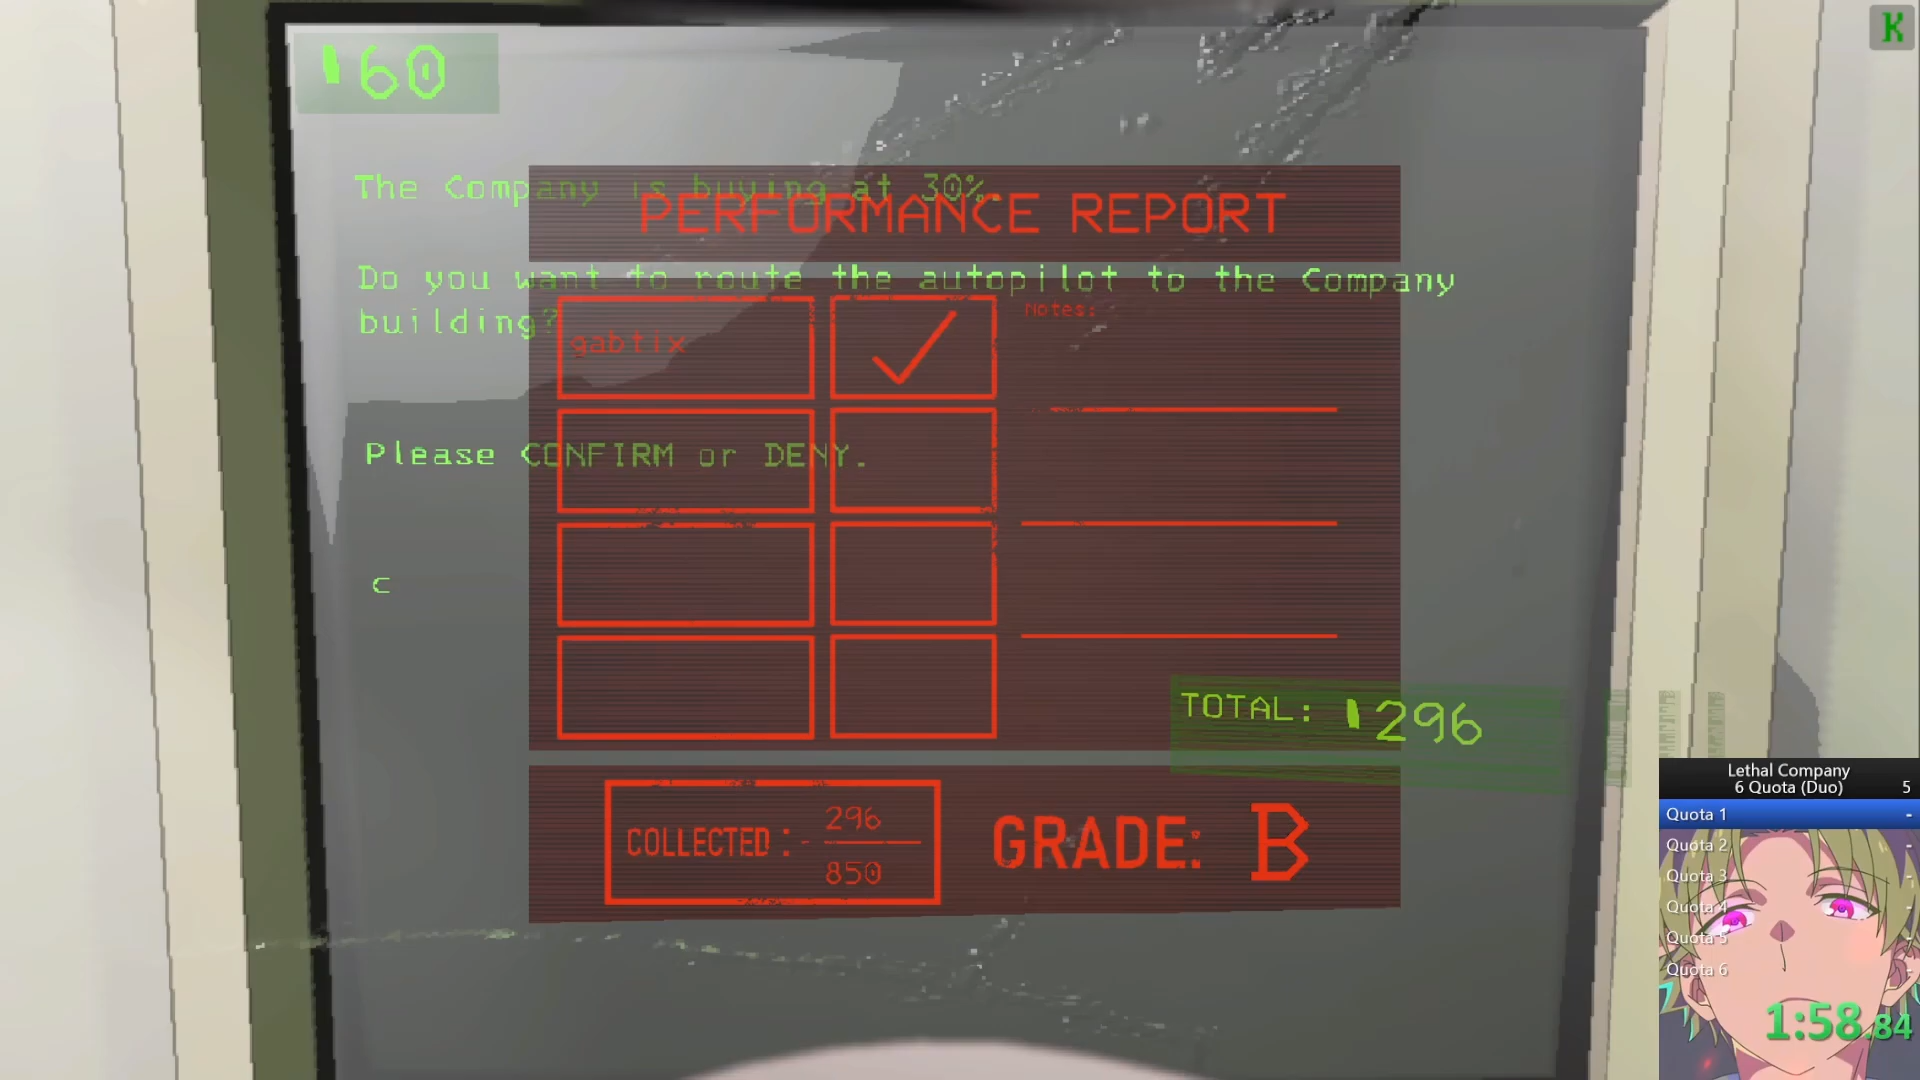 K
▮60
The Company is buying at 30%.
PERFORMANCE REPORT
Do you want to route the autopilot to the Company
building?
gabtix
Notes:
Please CONFIRM or DENY.
c
TOTAL: ▮296
COLLECTED:
296
850
GRADE: B
Lethal Company
6 Quota (Duo) 5
Quota 1 -
Quota 2 -
Quota 3 -
Quota 4 -
Quota 5 -
Quota 6 -
1:58.84